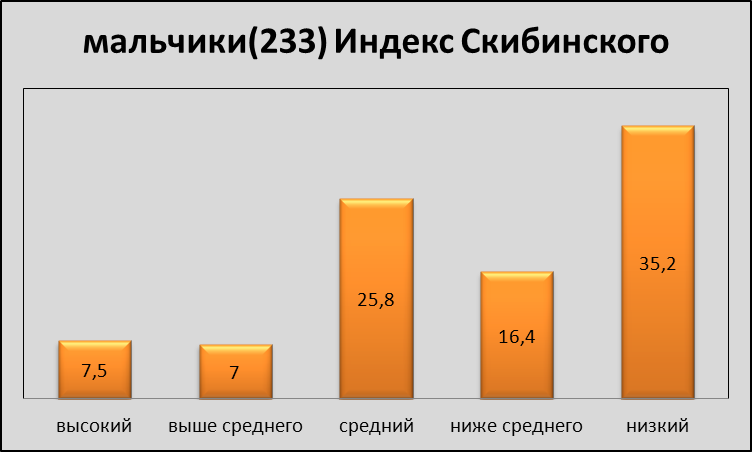 мальчики(233) Индекс Скибинского
7,5
7
25,8
16,4
35,2
высокий
выше среднего
средний
ниже среднего
низкий